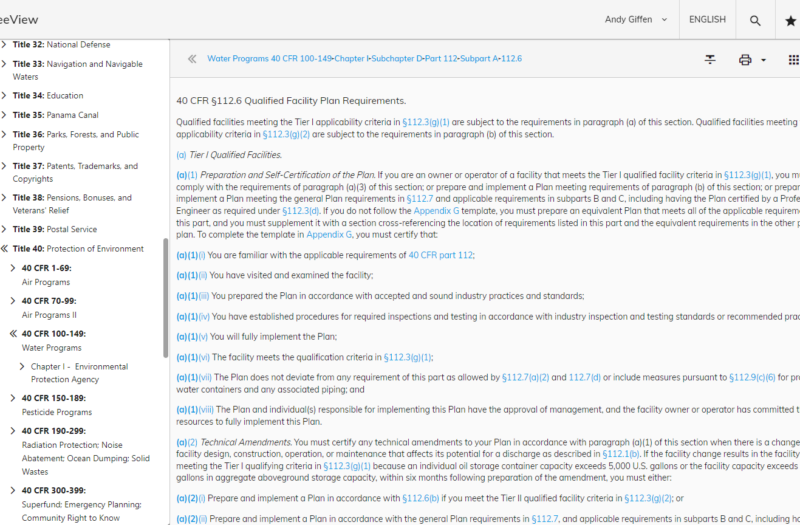 eeView
Andy Giffen
ENGLISH
Title 32: National Defense
Title 33: Navigation and Navigable
Waters
Title 34: Education
Title 35: Panama Canal
Title 36: Parks, Forests, and Public
Property
Title 37: Patents, Trademarks, and
Copyrights
Title 38: Pensions, Bonuses, and
Veterans' Relief
Title 39: Postal Service
Title 40: Protection of Environment
40 CFR 1-69:
Air Programs
40 CFR 70-99:
Air Programs II
40 CFR 100-149:
Water Programs
Chapter I - Environmental
Protection Agency
40 CFR 150-189:
Pesticide Programs
40 CFR 190-299:
Radiation Protection: Noise
Abatement: Ocean Dumping: Solid
Wastes
40 CFR 300-399:
Superfund: Emergency Planning:
Community Right to Know
Water Programs 40 CFR 100-149•Chapter I•Subchapter D•Part 112•Subpart A•112.6
40 CFR §112.6 Qualified Facility Plan Requirements.
Qualified facilities meeting the Tier I applicability criteria in §112.3(g)(1) are subject to the requirements in paragraph (a) of this section. Qualified facilities meeting
applicability criteria in §112.3(g)(2) are subject to the requirements in paragraph (b) of this section.
(a) Tier I Qualified Facilities.
(a)(1) Preparation and Self-Certification of the Plan. If you are an owner or operator of a facility that meets the Tier I qualified facility criteria in §112.3(g)(1), you mu
comply with the requirements of paragraph (a)(3) of this section; or prepare and implement a Plan meeting requirements of paragraph (b) of this section; or prepar
implement a Plan meeting the general Plan requirements in §112.7 and applicable requirements in subparts B and C, including having the Plan certified by a Profe
Engineer as required under §112.3(d). If you do not follow the Appendix G template, you must prepare an equivalent Plan that meets all of the applicable requirem
this part, and you must supplement it with a section cross-referencing the location of requirements listed in this part and the equivalent requirements in the other p
plan. To complete the template in Appendix G, you must certify that:
(a)(1)(i) You are familiar with the applicable requirements of 40 CFR part 112;
(a)(1)(ii) You have visited and examined the facility;
(a)(1)(iii) You prepared the Plan in accordance with accepted and sound industry practices and standards;
(a)(1)(iv) You have established procedures for required inspections and testing in accordance with industry inspection and testing standards or recommended prac
(a)(1)(v) You will fully implement the Plan;
(a)(1)(vi) The facility meets the qualification criteria in §112.3(g)(1);
(a)(1)(vii) The Plan does not deviate from any requirement of this part as allowed by §112.7(a)(2) and 112.7(d) or include measures pursuant to §112.9(c)(6) for pro
water containers and any associated piping; and
(a)(1)(viii) The Plan and individual(s) responsible for implementing this Plan have the approval of management, and the facility owner or operator has committed t
resources to fully implement this Plan.
(a)(2) Technical Amendments. You must certify any technical amendments to your Plan in accordance with paragraph (a)(1) of this section when there is a change
facility design, construction, operation, or maintenance that affects its potential for a discharge as described in §112.1(b). If the facility change results in the facility
meeting the Tier I qualifying criteria in §112.3(g)(1) because an individual oil storage container capacity exceeds 5,000 U.S. gallons or the facility capacity exceeds
gallons in aggregate aboveground storage capacity, within six months following preparation of the amendment, you must either:
(a)(2)(i) Prepare and implement a Plan in accordance with §112.6(b) if you meet the Tier II qualified facility criteria in §112.3(g)(2); or
(a)(2)(ii) Prepare and implement a Plan in accordance with the general Plan requirements in §112.7, and applicable requirements in subparts B and C, including ha